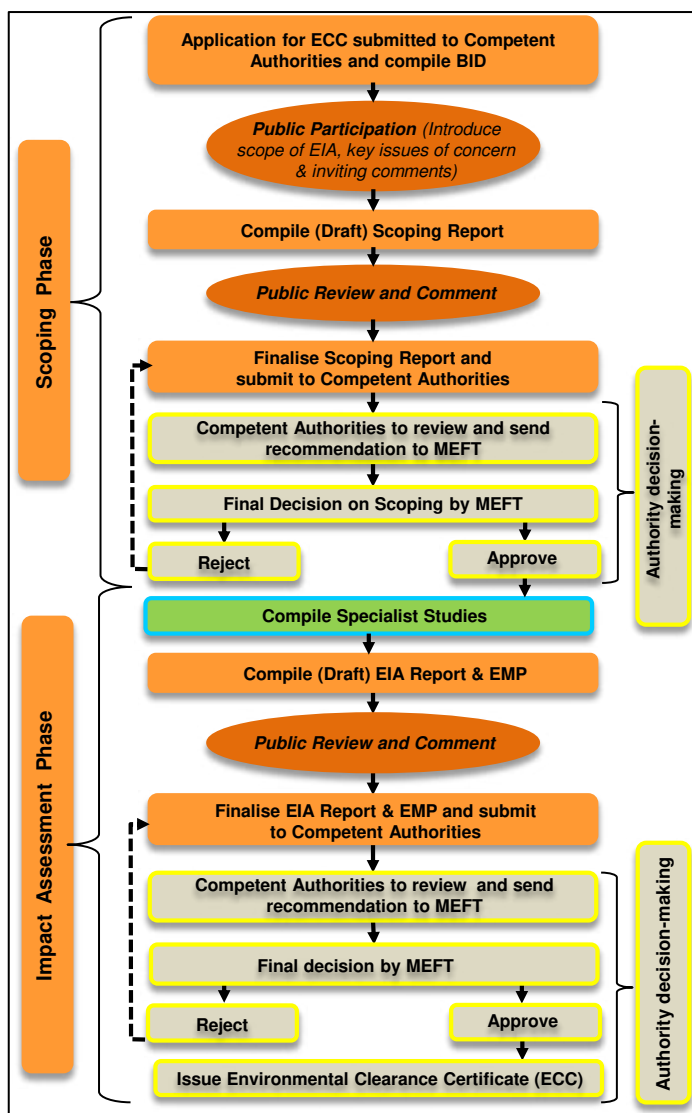 Application for ECC submitted to Competent
Authorities and compile BID
Public Participation (Introduce
scope of EIA, key issues of concern
& inviting comments)
Compile (Draft) Scoping Report
Public Review and Comment
Finalise Scoping Report and
submit to Competent Authorities
Competent Authorities to review and send
recommendation to MEFT
Final Decision on Scoping by MEFT
Reject
Approve
Scoping Phase
Authority decision-
making
Compile Specialist Studies
Compile (Draft) EIA Report & EMP
Public Review and Comment
Finalise EIA Report & EMP and submit
to Competent Authorities
Competent Authorities to review and send
recommendation to MEFT
Final decision by MEFT
Reject
Approve
Issue Environmental Clearance Certificate (ECC)
Impact Assessment Phase
Authority decision-making